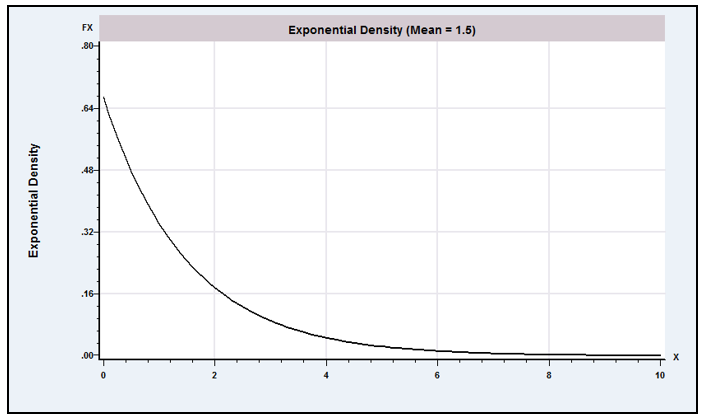 FX
Exponential Density (Mean = 1.5)
.80
.64
.48
.32
.16
.00
Exponential Density
X
0 2 4 6 8 10